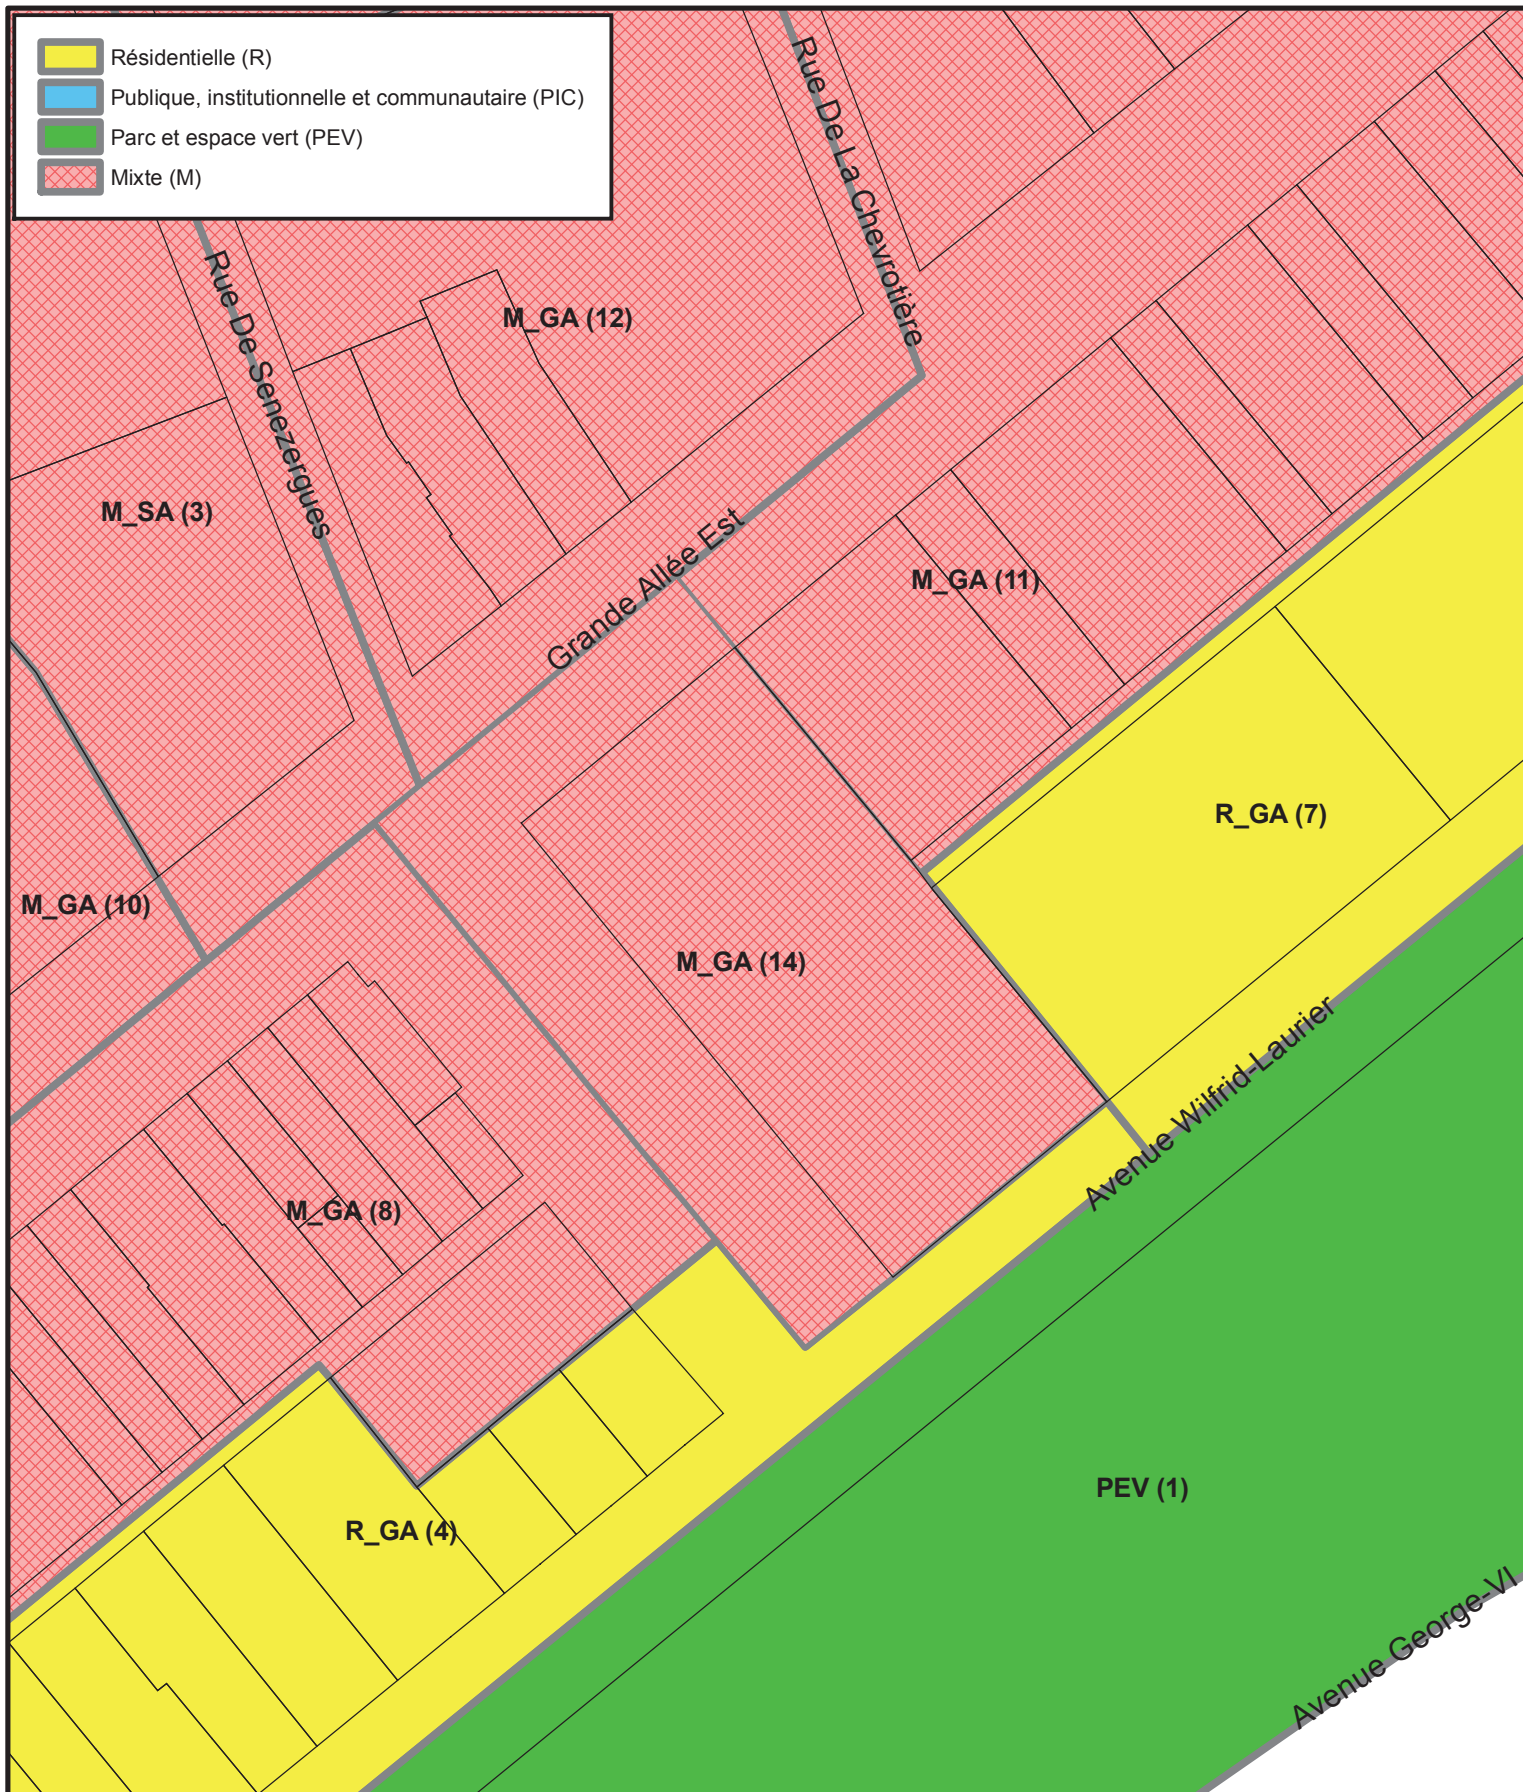 Résidentielle (R)
Publique, institutionnelle et communautaire (PIC)
Parc et espace vert (PEV)
Mixte (M)
Rue De La Chevrotière
Rue De Senezergues
M_GA (12)
M_SA (3)
Grande Allée Est
M_GA (11)
R_GA (7)
M_GA (10)
M_GA (14)
Avenue Wilfrid-Laurier
M_GA (8)
PEV (1)
R_GA (4)
Avenue George-VI